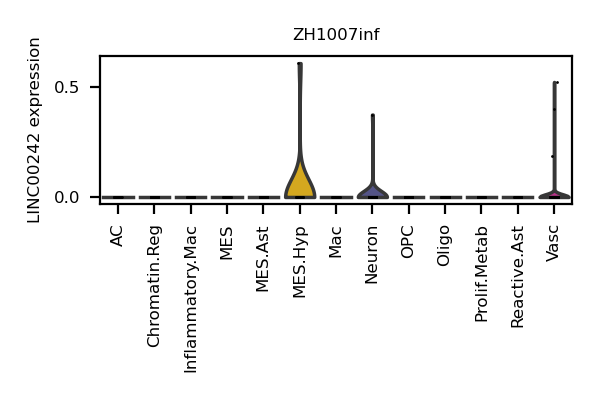 ZH1007inf
LINC00242 expression
0.5
0.0
AC
Chromatin.Reg
Inflammatory.Mac
MES
MES.Ast
MES.Hyp
Mac
Neuron
OPC
Oligo
Prolif.Metab
Reactive.Ast
Vasc